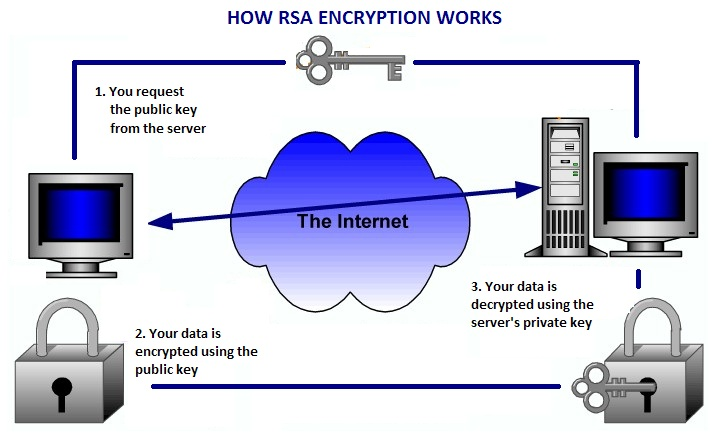 HOW RSA ENCRYPTION WORKS
1. You request
the public key
from the server
The Internet
2. Your data is
encrypted using the
public key
3. Your data is
decrypted using the
server's private key